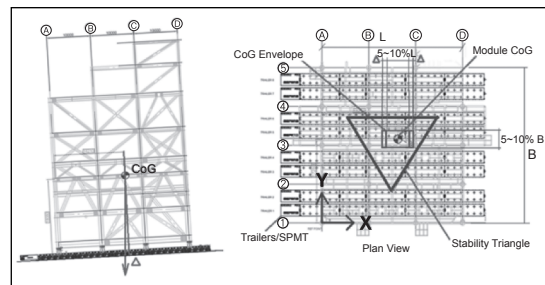 A B C D
CoG
Δ
A B C D
L
5~10%L
CoG Envelope
Module CoG
Δ
5
4
3
2
1
5~10% B
B
Y
X
Trailers/SPMT
Plan View
Stability Triangle